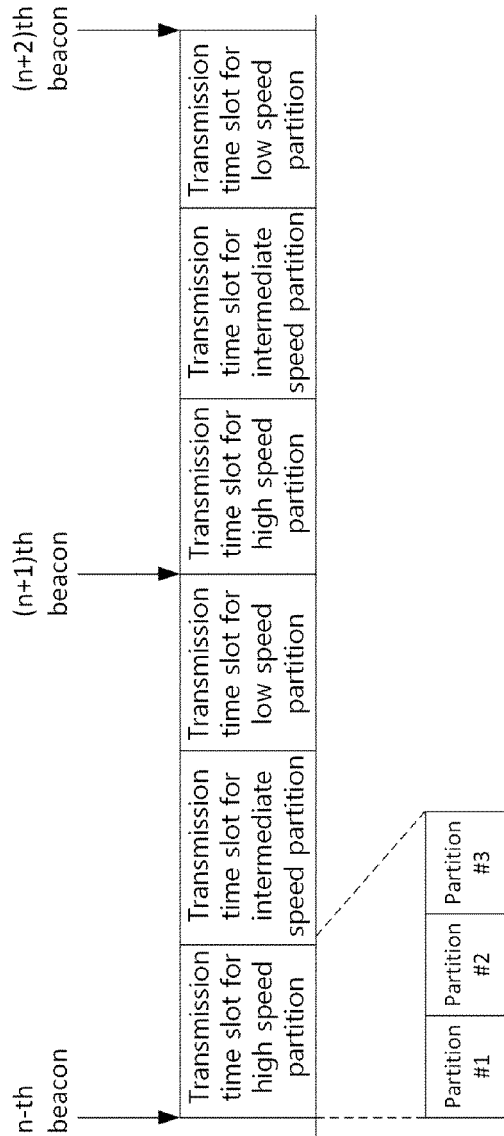 n-th
beacon
(n+1)th
beacon
(n+2)th
beacon
Transmission
time slot for
high speed
partition
Transmission
time slot for
intermediate
speed partition
Transmission
time slot for
low speed
partition
Transmission
time slot for
high speed
partition
Transmission
time slot for
intermediate
speed partition
Transmission
time slot for
low speed
partition
Partition
#1
Partition
#2
Partition
#3